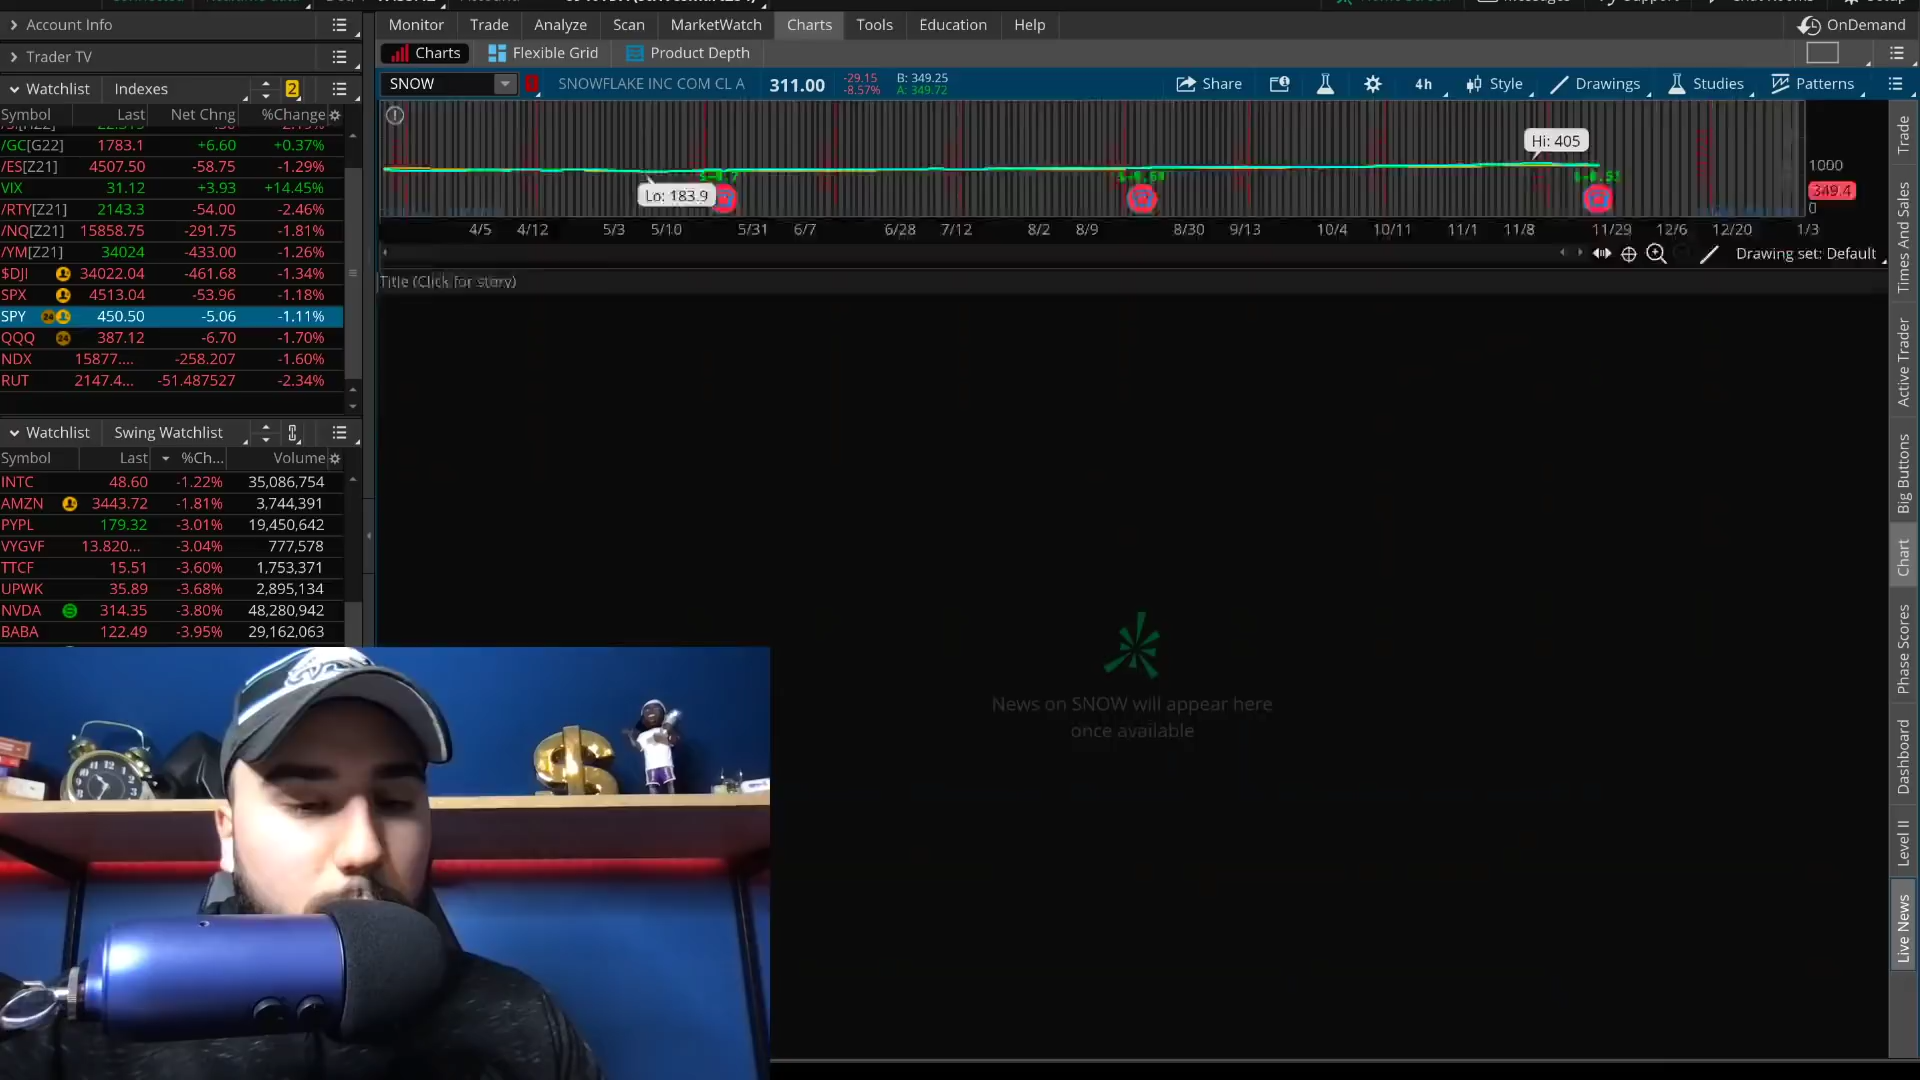 Account Info
Trader TV
Monitor Trade Analyze Scan MarketWatch Charts Tools Education Help OnDemand
Charts Flexible Grid Product Depth
Watchlist Indexes 2
Symbol Last Net Chng %Change
/GC[G22] 1783.1 +6.60 +0.37%
/ES[Z21] 4507.50 -58.75 -1.29%
VIX 31.12 +3.93 +14.45%
/RTY[Z21] 2143.3 -54.00 -2.46%
/NQ[Z21] 15858.75 -291.75 -1.81%
/YM[Z21] 34024 -433.00 -1.26%
$DJI 34022.04 -461.68 -1.34%
SPX 4513.04 -53.96 -1.18%
SPY 24 450.50 -5.06 -1.11%
QQQ 24 387.12 -6.70 -1.70%
NDX 15877.... -258.207 -1.60%
RUT 2147.4... -51.487527 -2.34%
Watchlist Swing Watchlist
Symbol Last %Ch... Volume
INTC 48.60 -1.22% 35,086,754
AMZN 3443.72 -1.81% 3,744,391
PYPL 179.32 -3.01% 19,450,642
VYGVF 13.820... -3.04% 777,578
TTCF 15.51 -3.60% 1,753,371
UPWK 35.89 -3.68% 2,895,134
NVDA 314.35 -3.80% 48,280,942
BABA 122.49 -3.95% 29,162,063
SNOW SNOWFLAKE INC COM CL A 311.00 -29.15 -8.57% B: 349.25 A: 349.72 Share 4h Style Drawings Studies Patterns
Hi: 405
Lo: 183.9
1000
349.4
0
4/5 4/12 5/3 5/10 5/31 6/7 6/28 7/12 8/2 8/9 8/30 9/13 10/4 10/11 11/1 11/8 11/29 12/6 12/20 1/3
Drawing set: Default
Title (Click for story)
News on SNOW will appear here
once available
Trade
Times And Sales
Active Trader
Big Buttons
Chart
Phase Scores
Dashboard
Level II
Live News